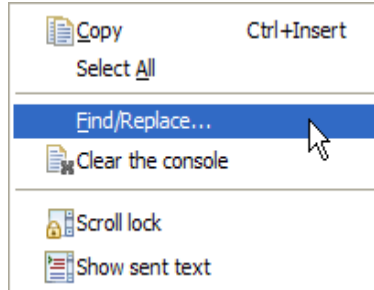 Copy Ctrl+Insert
Select All
Find/Replace...
Clear the console
Scroll lock
Show sent text